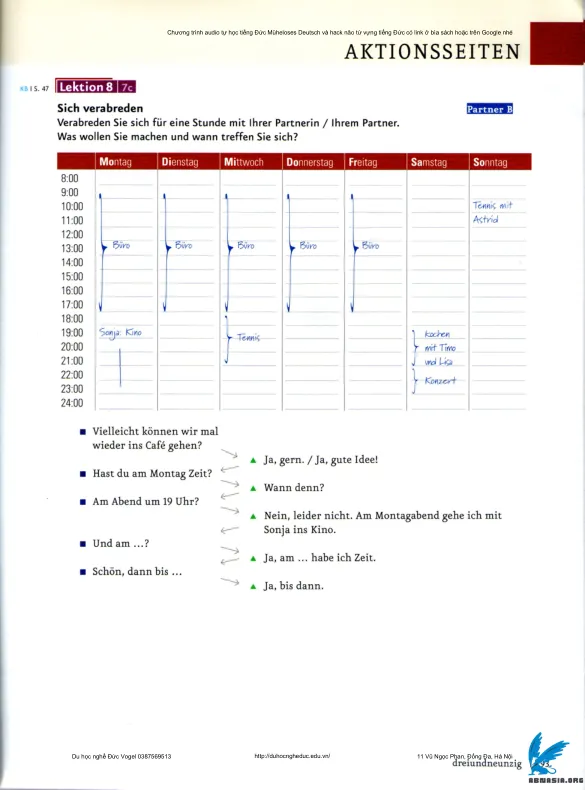 Chương trình audio tự học tiếng Đức Müheloses Deutsch và hack não từ vựng tiếng Đức có link ở bìa sách hoặc trên Google nhé
AKTIONSSEITEN
KB I S. 47 Lektion 8 7c
Sich verabreden Partner B
Verabreden Sie sich für eine Stunde mit Ihrer Partnerin / Ihrem Partner.
Was wollen Sie machen und wann treffen Sie sich?
Montag Dienstag Mittwoch Donnerstag Freitag Samstag Sonntag
8:00
9:00
10:00 Tennis mit
11:00 Astrid
12:00
13:00 Büro Büro Büro Büro Büro
14:00
15:00
16:00
17:00
18:00
19:00 Sonja: Kino Tennis kochen
20:00 mit Timo
21:00 und Lisa
22:00 Konzert
23:00
24:00
Vielleicht können wir mal
wieder ins Café gehen?
Ja, gern. / Ja, gute Idee!
Hast du am Montag Zeit?
Wann denn?
Am Abend um 19 Uhr?
Nein, leider nicht. Am Montagabend gehe ich mit
Sonja ins Kino.
Und am ...?
Ja, am ... habe ich Zeit.
Schön, dann bis ...
Ja, bis dann.
Du học nghề Đức Vogel 0387569513 http://duhocngheduc.edu.vn/ 11 Vũ Ngọc Phan, Đống Đa, Hà Nội
dreiundneunzig 93
ABMASIA.ORG